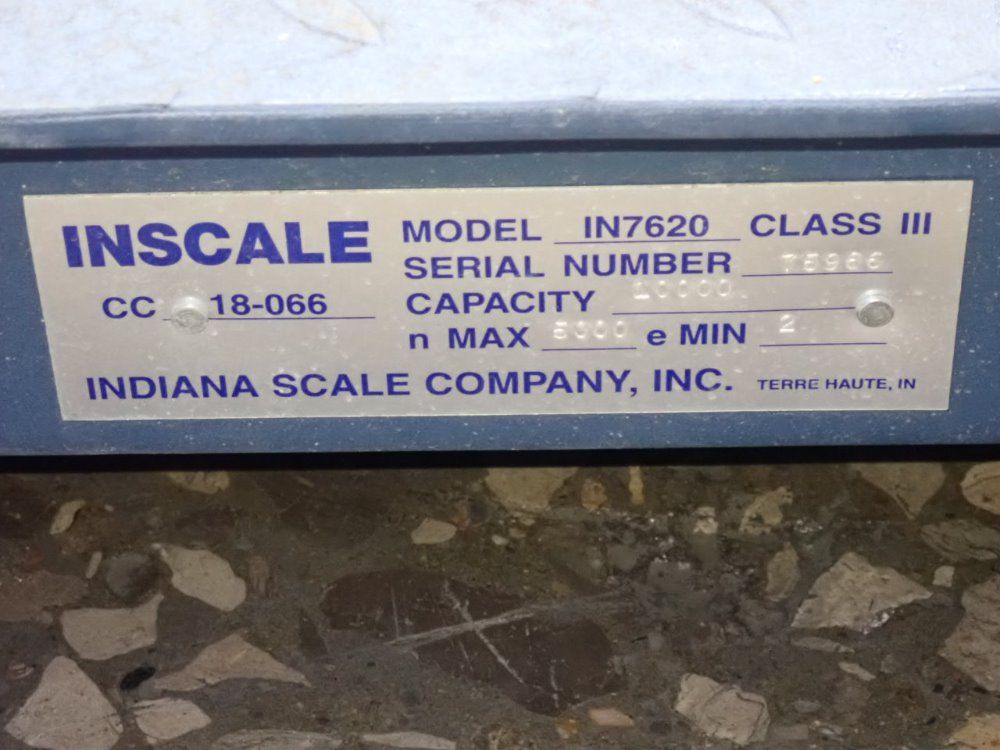 INSCALE
CC 18-066
MODEL IN7620 CLASS III
SERIAL NUMBER 75966
CAPACITY 10000
n MAX 5000 e MIN 2
INDIANA SCALE COMPANY, INC. TERRE HAUTE, IN